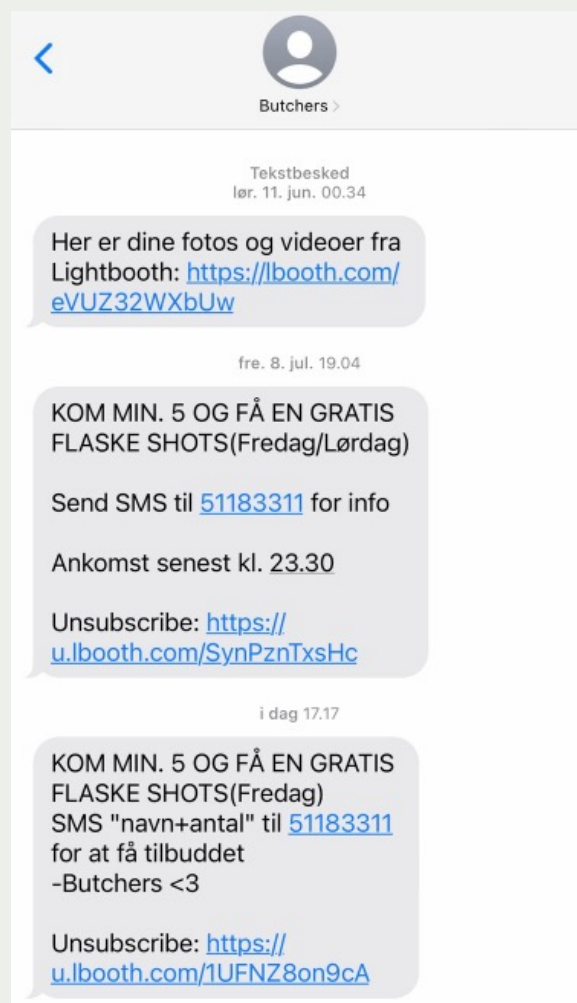 Butchers
Tekstbesked
lør. 11. jun. 00.34
Her er dine fotos og videoer fra
Lightbooth: https://lbooth.com/
eVUZ32WXbUw
fre. 8. jul. 19.04
KOM MIN. 5 OG FÅ EN GRATIS
FLASKE SHOTS(Fredag/Lørdag)
Send SMS til 51183311 for info
Ankomst senest kl. 23.30
Unsubscribe: https://
u.lbooth.com/SynPznTxsHc
i dag 17.17
KOM MIN. 5 OG FÅ EN GRATIS
FLASKE SHOTS(Fredag)
SMS "navn+antal" til 51183311
for at få tilbuddet
-Butchers <3
Unsubscribe: https://
u.lbooth.com/1UFNZ8on9cA